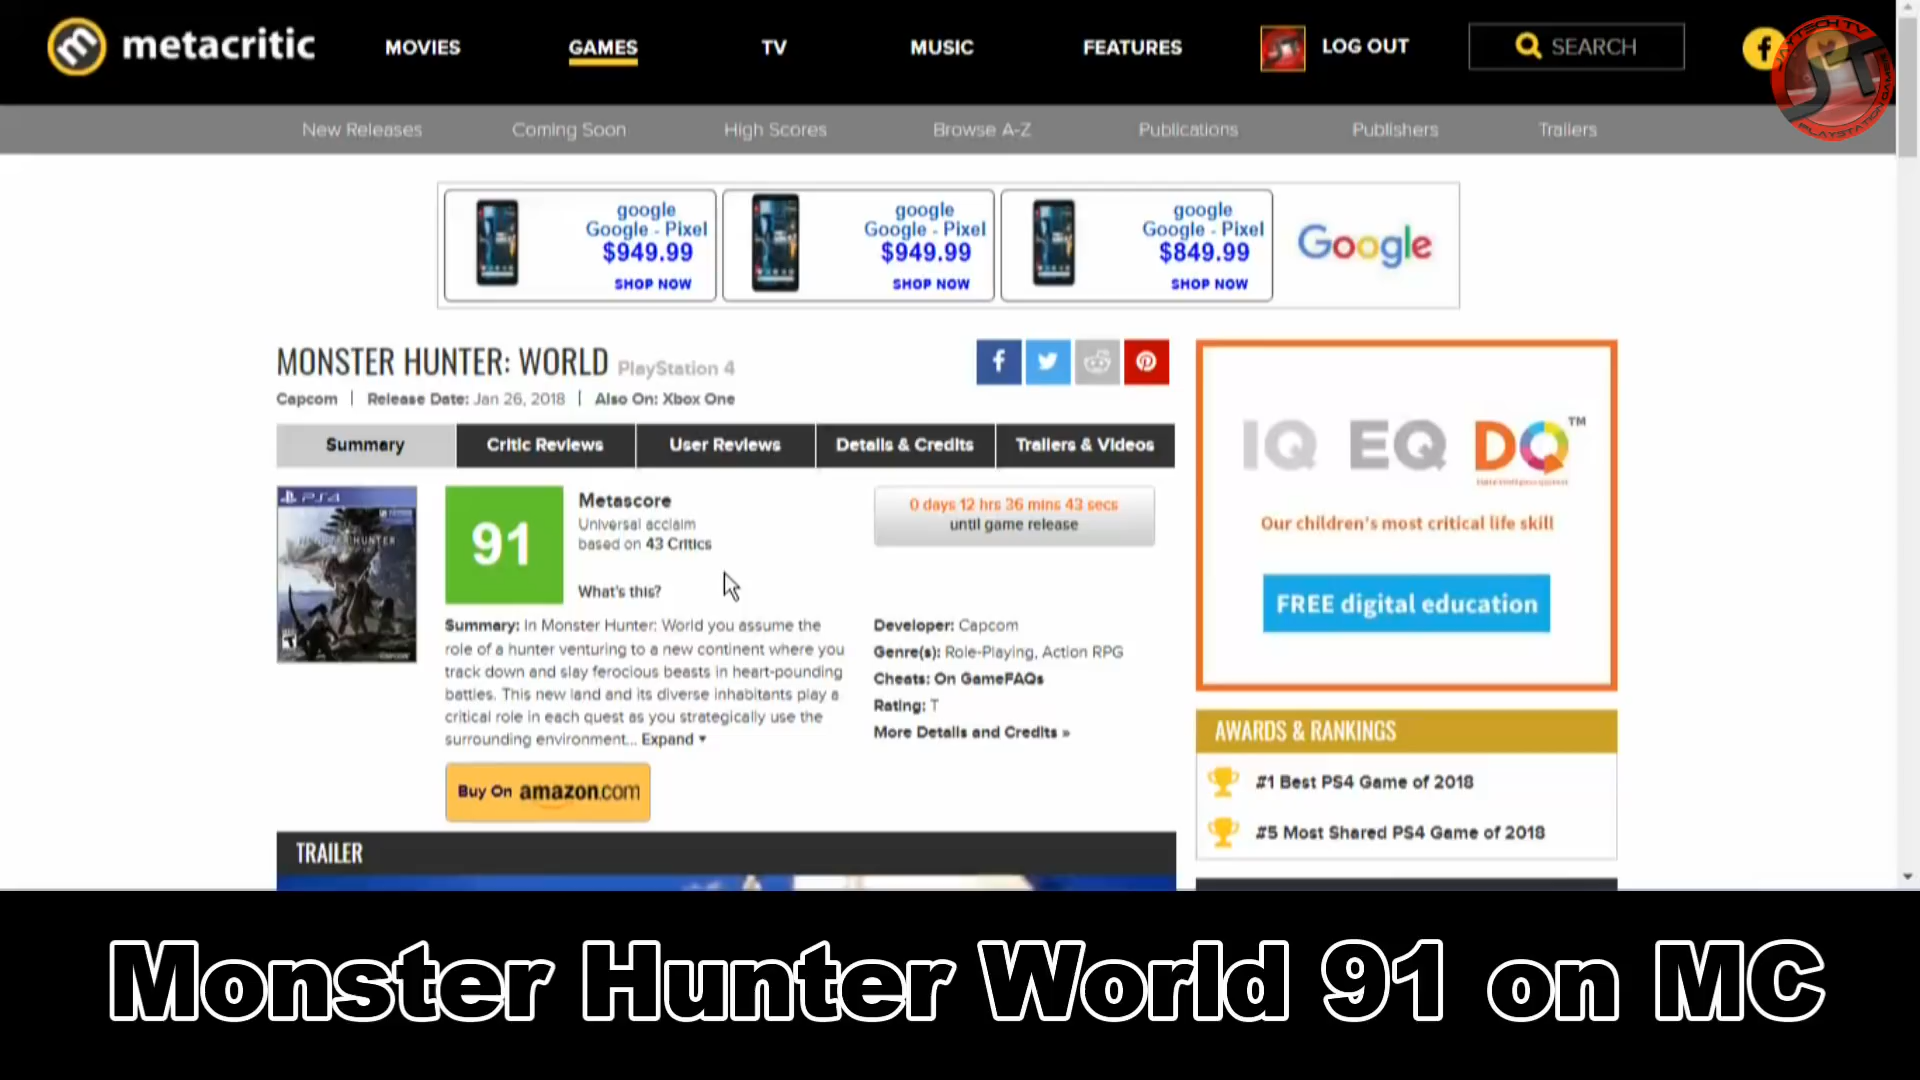 metacritic
MOVIES GAMES TV MUSIC FEATURES LOG OUT SEARCH
JAYTECH TV
JT
PLAYSTATION GAMES
New Releases Coming Soon High Scores Browse A-Z Publications Publishers Trailers
google
Google - Pixel
$949.99
SHOP NOW
google
Google - Pixel
$949.99
SHOP NOW
google
Google - Pixel
$849.99
SHOP NOW
Google
MONSTER HUNTER: WORLD PlayStation 4
Capcom | Release Date: Jan 26, 2018 | Also On: Xbox One
Summary Critic Reviews User Reviews Details & Credits Trailers & Videos
PS4
MONSTER HUNTER
91
Metascore
Universal acclaim
based on 43 Critics
What's this?
0 days 12 hrs 36 mins 43 secs
until game release
Summary: In Monster Hunter: World you assume the
role of a hunter venturing to a new continent where you
track down and slay ferocious beasts in heart-pounding
battles. This new land and its diverse inhabitants play a
critical role in each quest as you strategically use the
surrounding environment... Expand
Developer: Capcom
Genre(s): Role-Playing, Action RPG
Cheats: On GameFAQs
Rating: T
More Details and Credits »
Buy On amazon.com
TRAILER
IQ EQ DQ™
Our children's most critical life skill
FREE digital education
AWARDS & RANKINGS
#1 Best PS4 Game of 2018
#5 Most Shared PS4 Game of 2018
Monster Hunter World 91 on MC